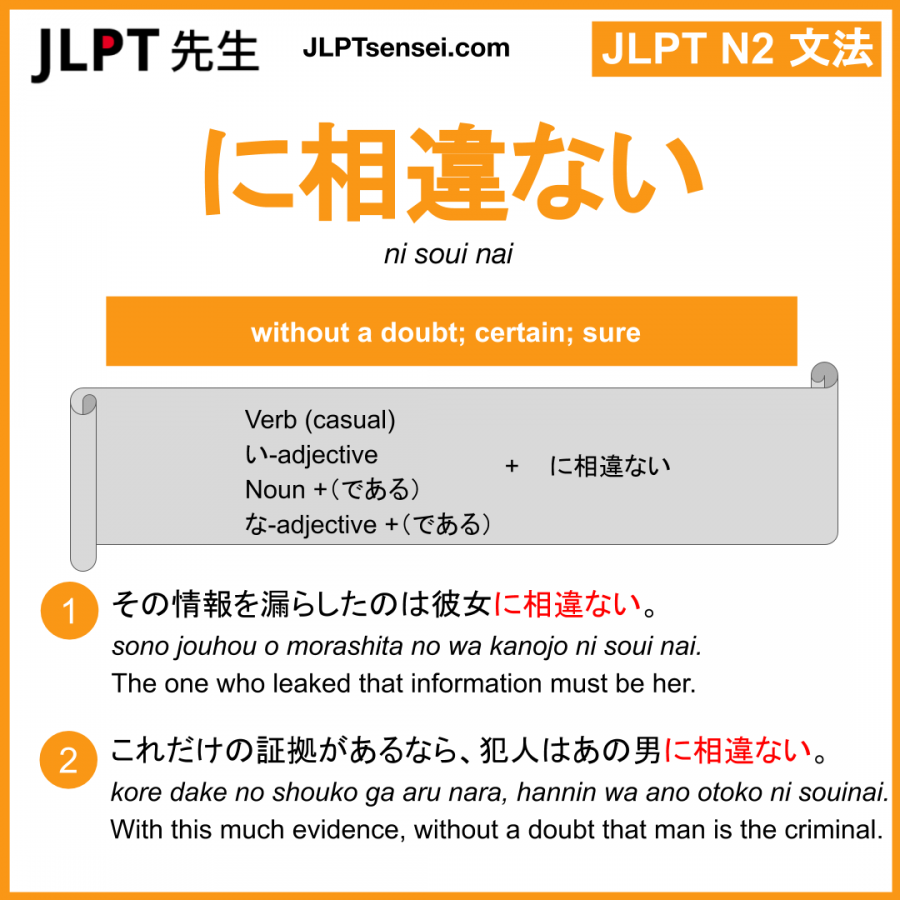 JLPT 先生
JLPTsensei.com
JLPT N2 文法
に相違ない
ni soui nai
without a doubt; certain; sure
Verb (casual)
い-adjective
Noun +（である）
な-adjective +（である）
+ に相違ない
1
その情報を漏らしたのは彼女に相違ない。
sono jouhou o morashita no wa kanojo ni soui nai.
The one who leaked that information must be her.
2
これだけの証拠があるなら、犯人はあの男に相違ない。
kore dake no shouko ga aru nara, hannin wa ano otoko ni souinai.
With this much evidence, without a doubt that man is the criminal.